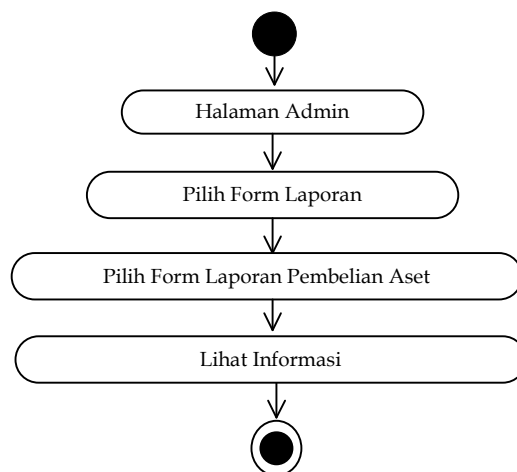 Halaman Admin
Pilih Form Laporan
Pilih Form Laporan Pembelian Aset
Lihat Informasi